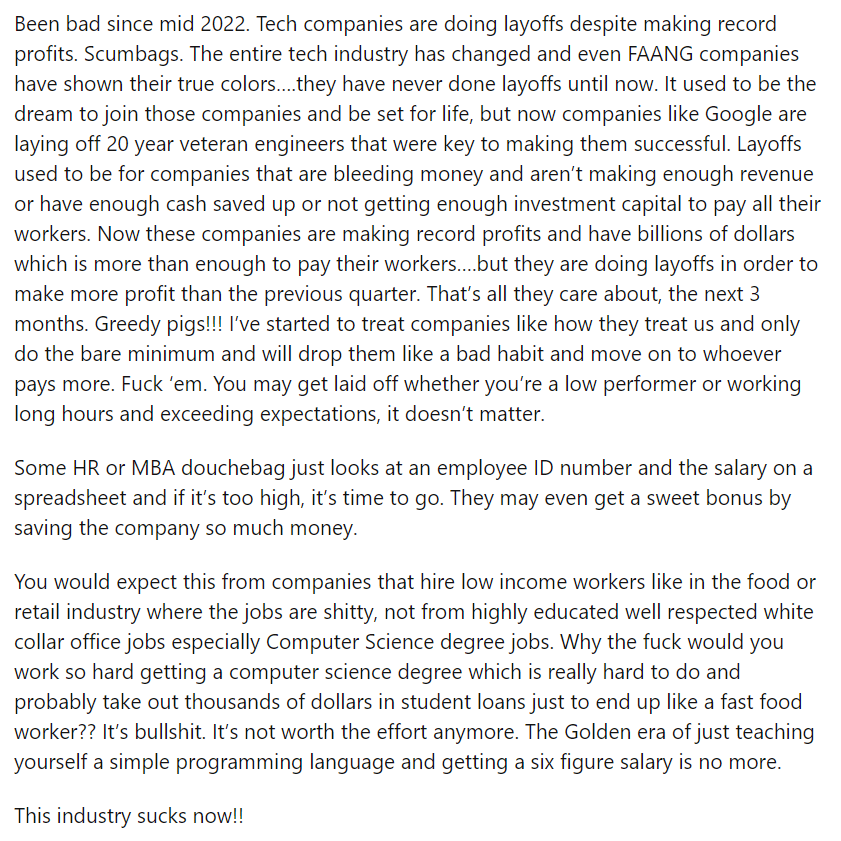 Been bad since mid 2022. Tech companies are doing layoffs despite making record
profits. Scumbags. The entire tech industry has changed and even FAANG companies
have shown their true colors....they have never done layoffs until now. It used to be the
dream to join those companies and be set for life, but now companies like Google are
laying off 20 year veteran engineers that were key to making them successful. Layoffs
used to be for companies that are bleeding money and aren’t making enough revenue
or have enough cash saved up or not getting enough investment capital to pay all their
workers. Now these companies are making record profits and have billions of dollars
which is more than enough to pay their workers....but they are doing layoffs in order to
make more profit than the previous quarter. That’s all they care about, the next 3
months. Greedy pigs!!! I’ve started to treat companies like how they treat us and only
do the bare minimum and will drop them like a bad habit and move on to whoever
pays more. Fuck ‘em. You may get laid off whether you’re a low performer or working
long hours and exceeding expectations, it doesn’t matter.
Some HR or MBA douchebag just looks at an employee ID number and the salary on a
spreadsheet and if it’s too high, it’s time to go. They may even get a sweet bonus by
saving the company so much money.
You would expect this from companies that hire low income workers like in the food or
retail industry where the jobs are shitty, not from highly educated well respected white
collar office jobs especially Computer Science degree jobs. Why the fuck would you
work so hard getting a computer science degree which is really hard to do and
probably take out thousands of dollars in student loans just to end up like a fast food
worker?? It’s bullshit. It’s not worth the effort anymore. The Golden era of just teaching
yourself a simple programming language and getting a six figure salary is no more.
This industry sucks now!!